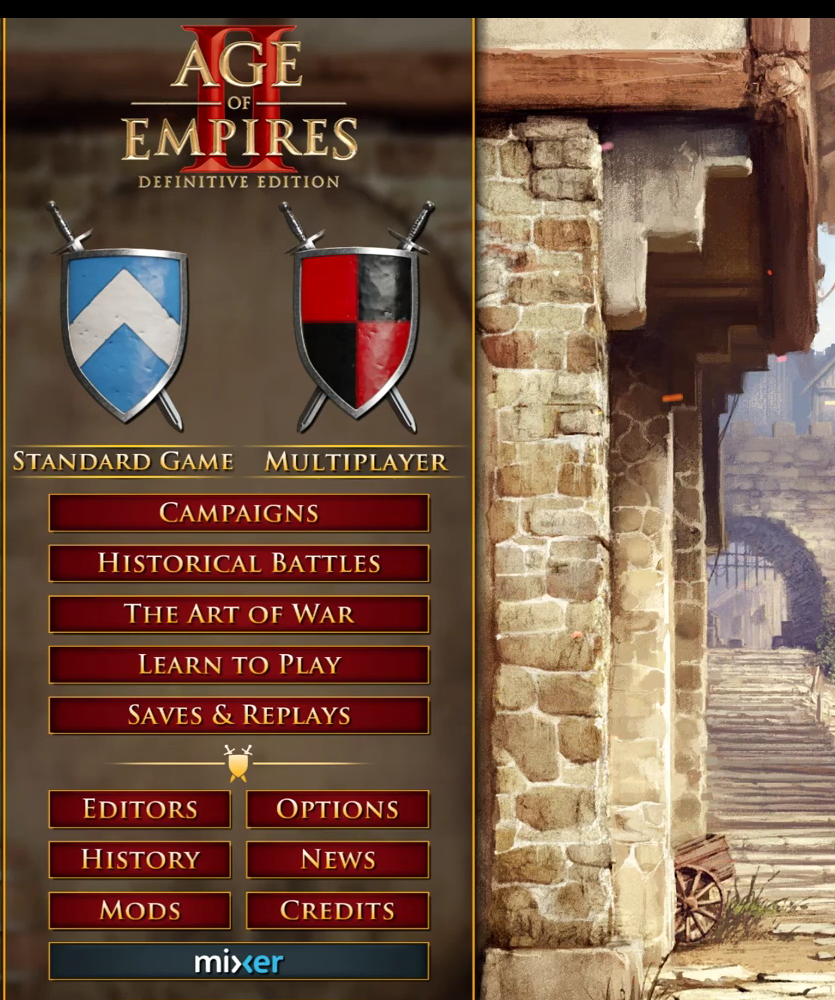 AGE
OF
EMPIRES
II
DEFINITIVE EDITION
STANDARD GAME
MULTIPLAYER
CAMPAIGNS
HISTORICAL BATTLES
THE ART OF WAR
LEARN TO PLAY
SAVES & REPLAYS
EDITORS
OPTIONS
HISTORY
NEWS
MODS
CREDITS
mixer